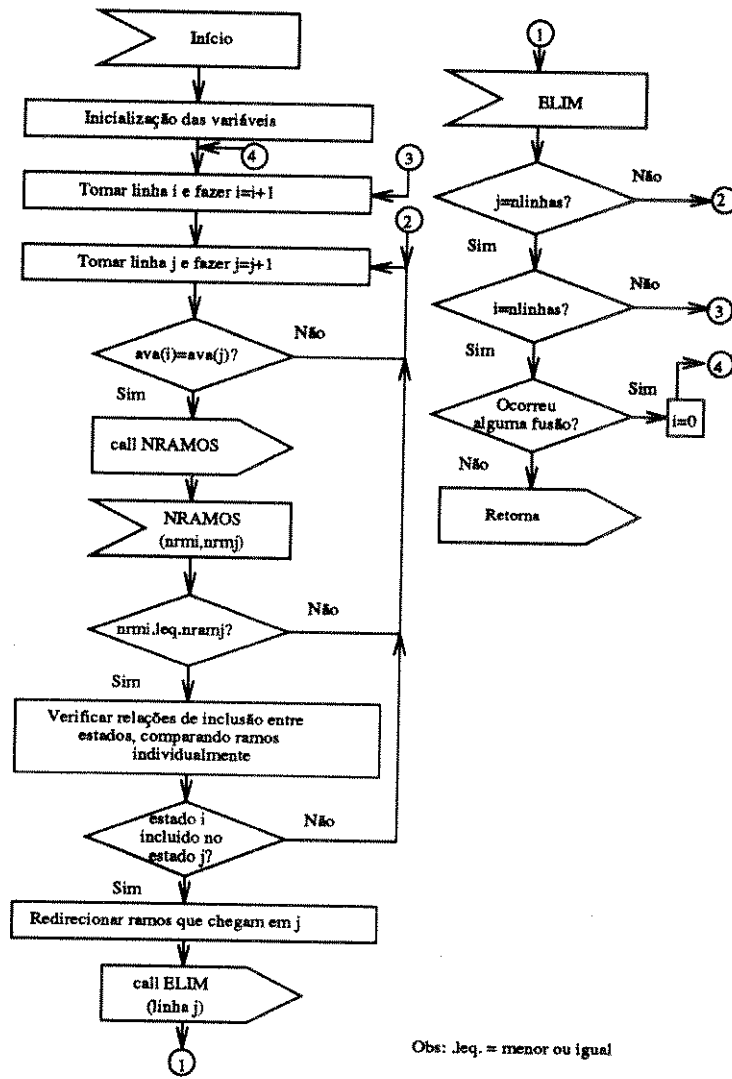 Início
Inicialização das variáveis
4
3
Tomar linha i e fazer i=i+1
2
Tomar linha j e fazer j=j+1
ava(i)=ava(j)?
Não
Sim
call NRAMOS
NRAMOS
(nrmi,nrmj)
nrmi.leq.nramj?
Não
Sim
Verificar relações de inclusão entre
estados, comparando ramos
individualmente
estado i
incluido no
estado j?
Não
Sim
Redirecionar ramos que chegam em j
call ELIM
(linha j)
1
1
ELIM
j=nlinhas?
Não
2
Sim
i=nlinhas?
Não
3
Sim
4
Ocorreu
alguma fusão?
Sim
i=0
Não
Retorna
Obs: .leq. = menor ou igual